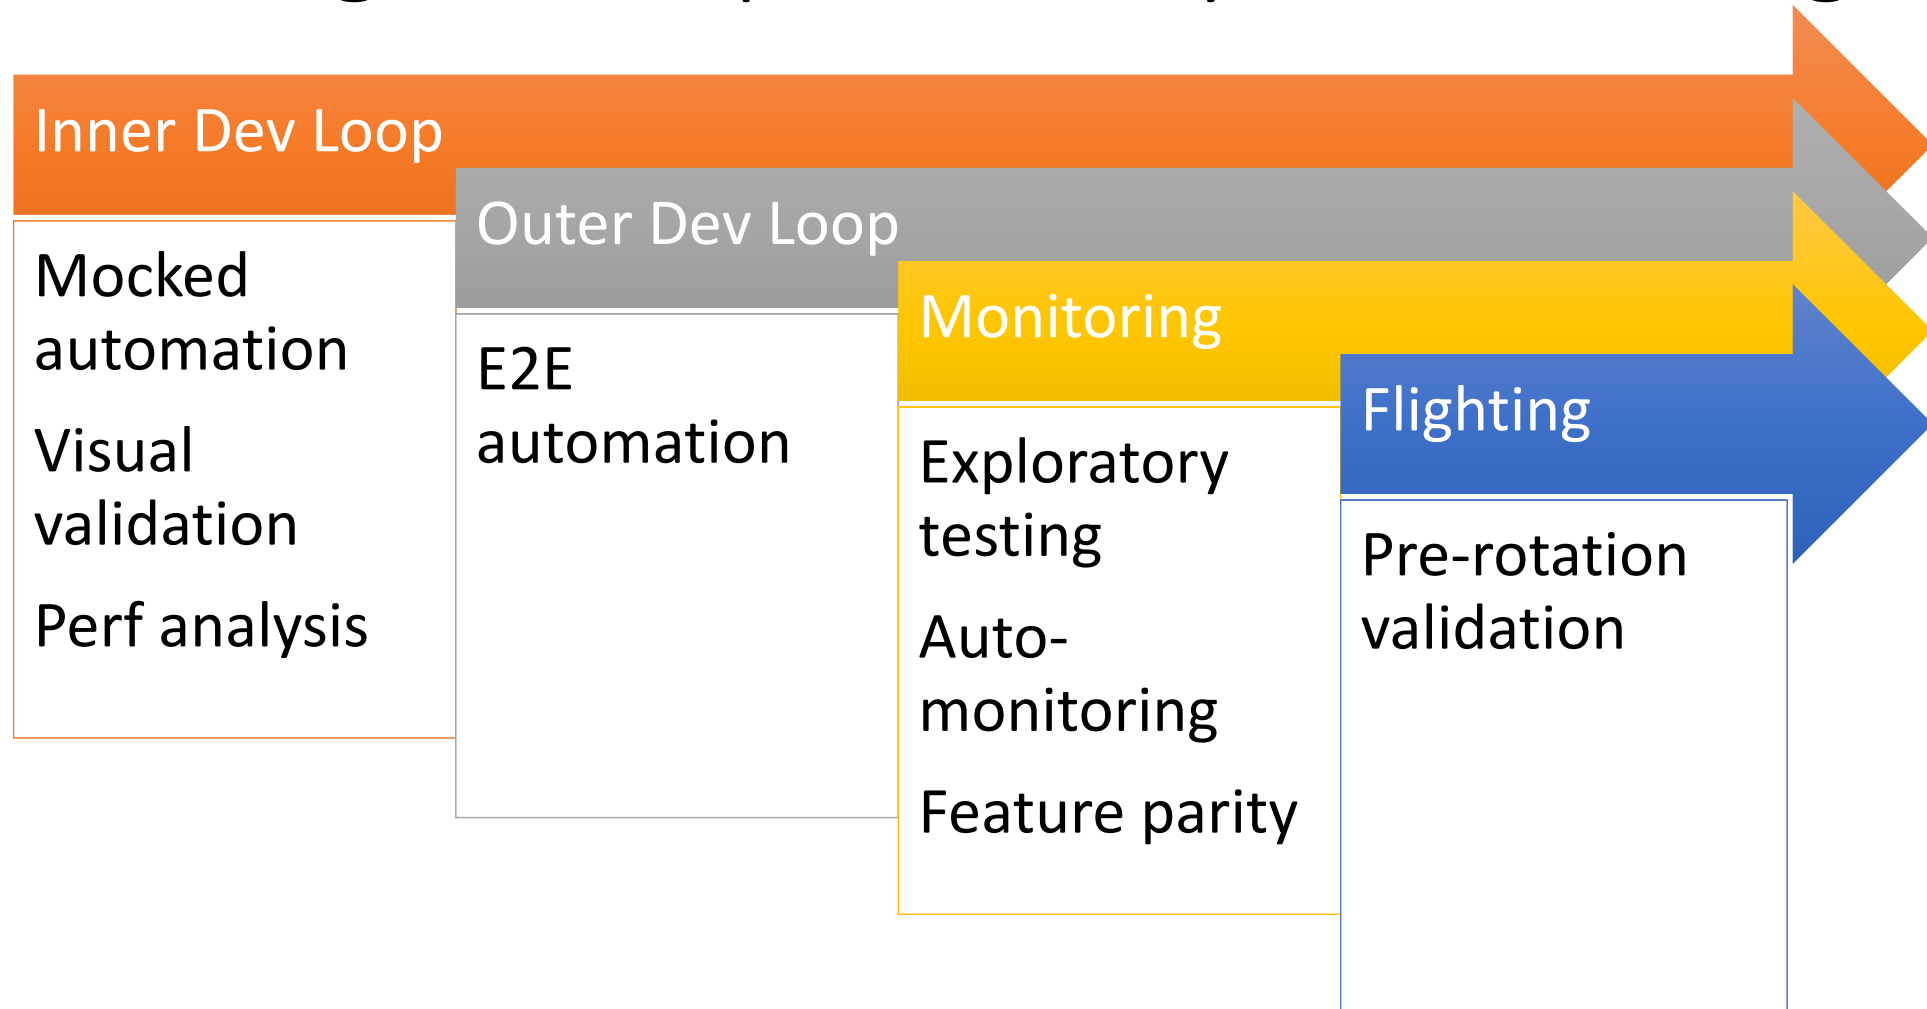 Inner Dev Loop
Mocked
automation
Visual
validation
Perf analysis
Outer Dev Loop
E2E
automation
Monitoring
Exploratory
testing
Auto-
monitoring
Feature parity
Flighting
Pre-rotation
validation